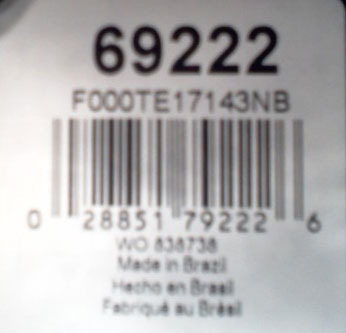 69222
F000TE17143NB
0 28851 79222 6
WO 838738
Made in Brazil
Hecho en Brasil
Fabriqué au Brésil